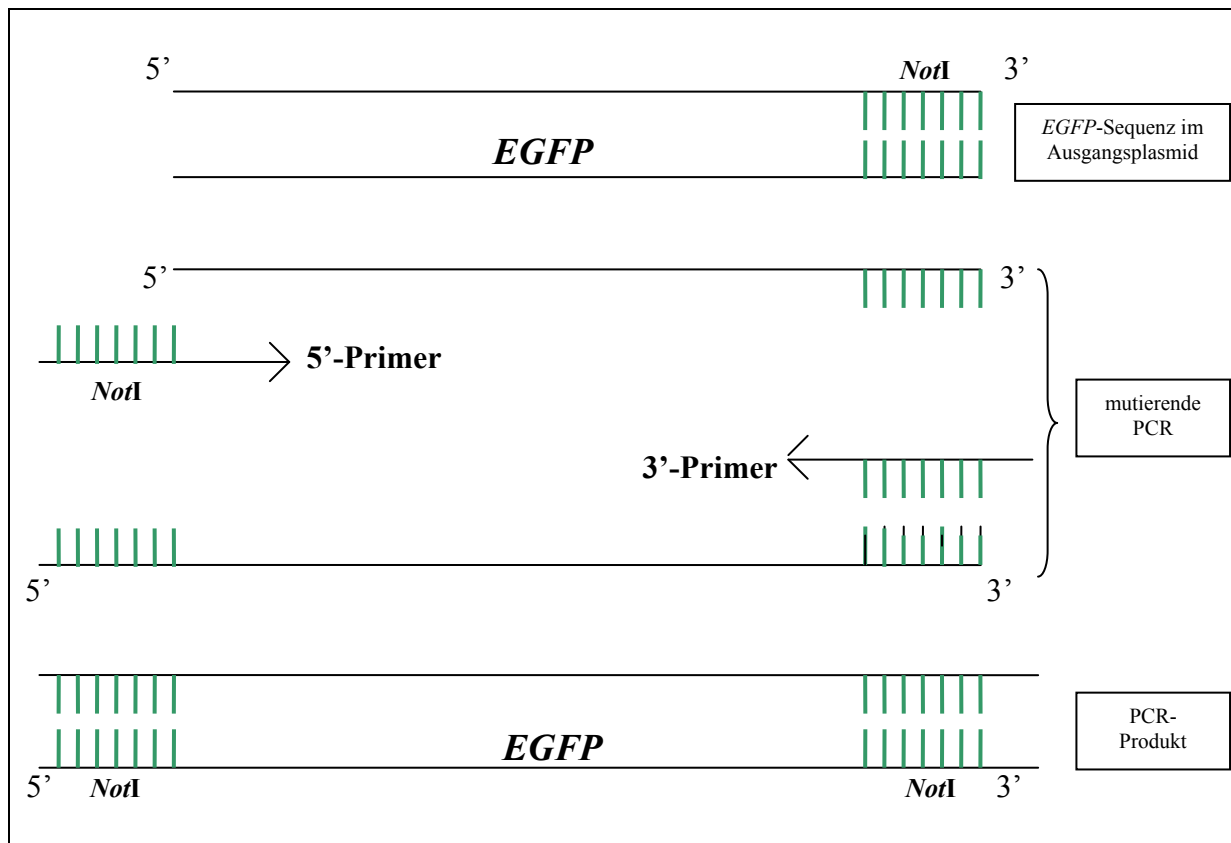 5’
NotI
3’
EGFP-Sequenz im
Ausgangsplasmid
EGFP
5’
3’
5’-Primer
NotI
mutierende
PCR
3’-Primer
5’
3’
PCR-
Produkt
EGFP
5’
NotI
NotI
3’